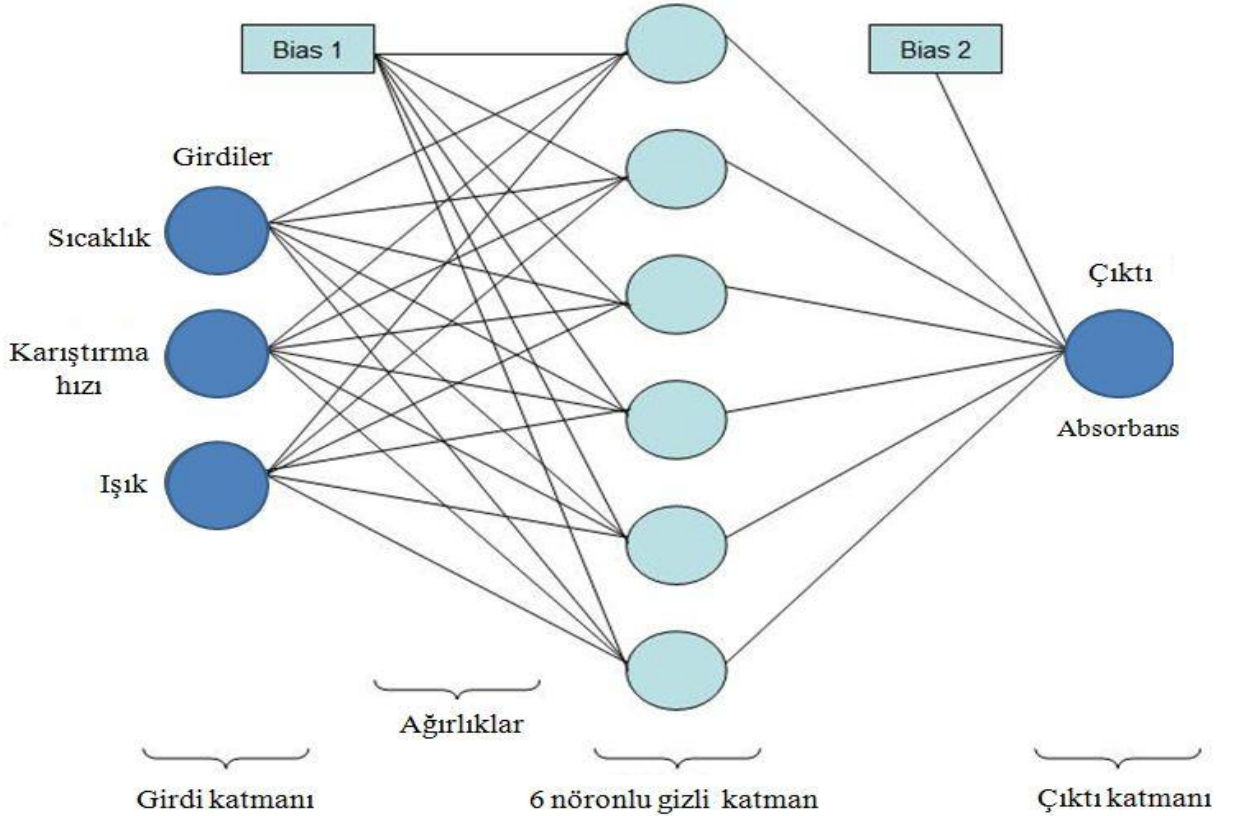 Bias 1
Bias 2
Girdiler
Sıcaklık
Karıştırma
hızı
Işık
Çıktı
Absorbans
Ağırlıklar
Girdi katmanı
6 nöronlu gizli katman
Çıktı katmanı